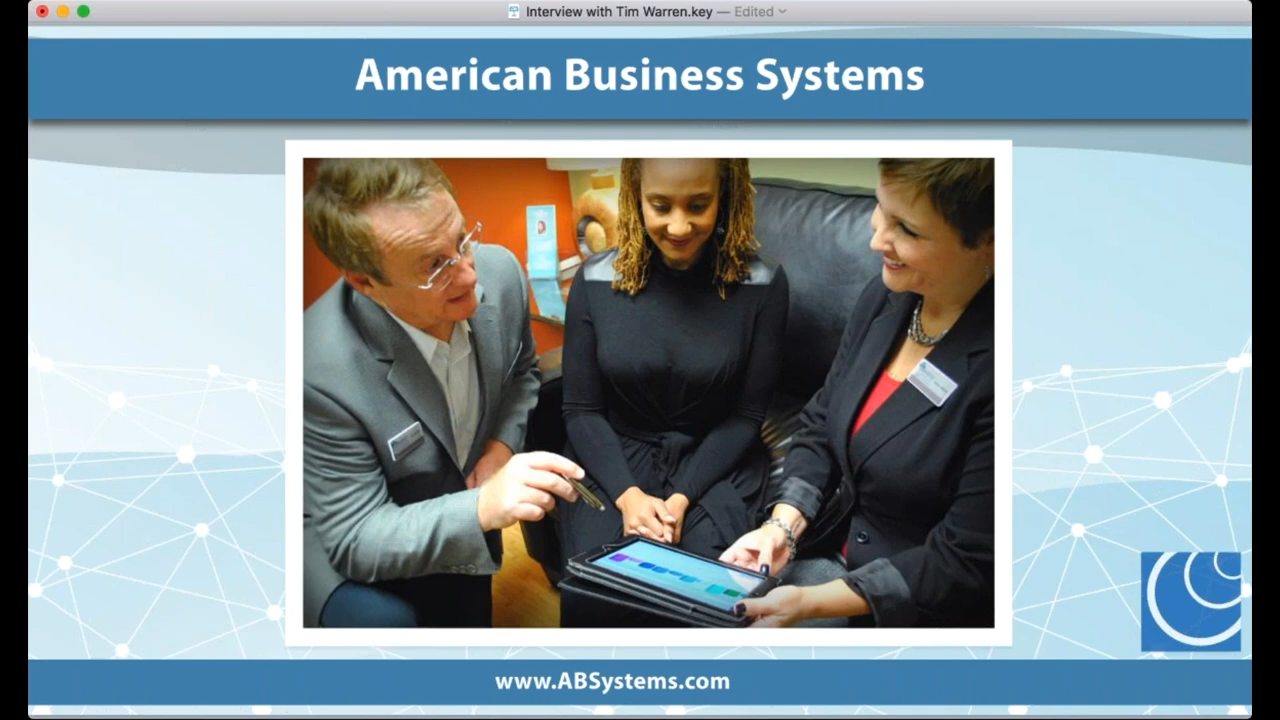 Interview with Tim Warren.key — Edited
American Business Systems
www.ABSystems.com